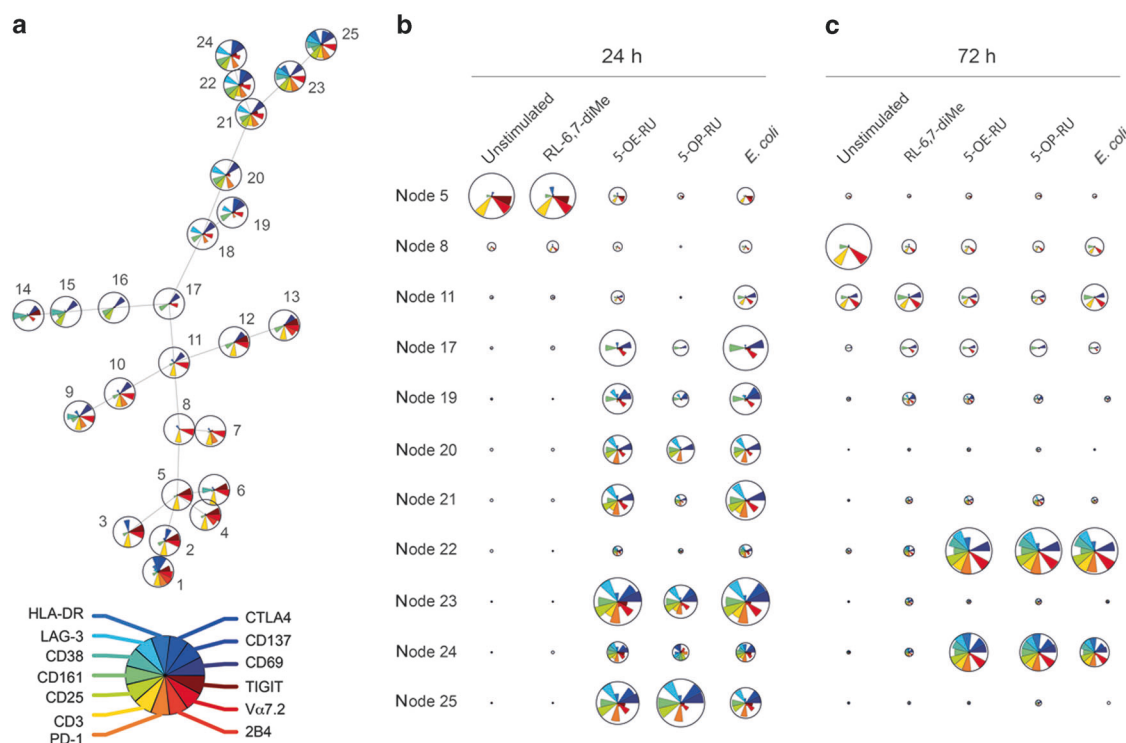 a
b
c
24 h
72 h
Unstimulated
RL-6,7-diMe
5-OE-RU
5-OP-RU
E. coli
Unstimulated
RL-6,7-diMe
5-OE-RU
5-OP-RU
E. coli
24
25
22
23
21
20
19
18
14
15
16
17
13
12
11
10
9
8
7
5
6
3
4
2
1
Node 5
Node 8
Node 11
Node 17
Node 19
Node 20
Node 21
Node 22
Node 23
Node 24
Node 25
HLA-DR
LAG-3
CD38
CD161
CD25
CD3
PD-1
CTLA4
CD137
CD69
TIGIT
Vα7.2
2B4